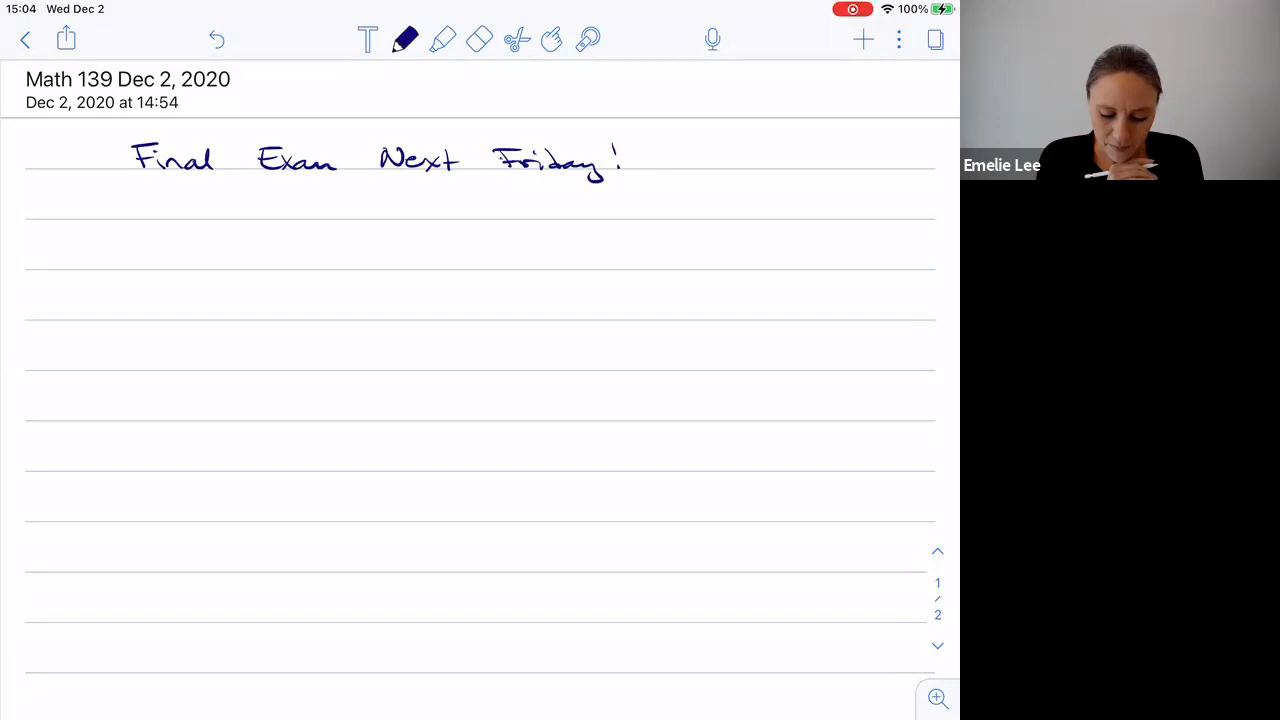 15:04 Wed Dec 2
100%
T
Math 139 Dec 2, 2020
Dec 2, 2020 at 14:54
Final Exam Next Friday!
Emelie Lee
1
/
2